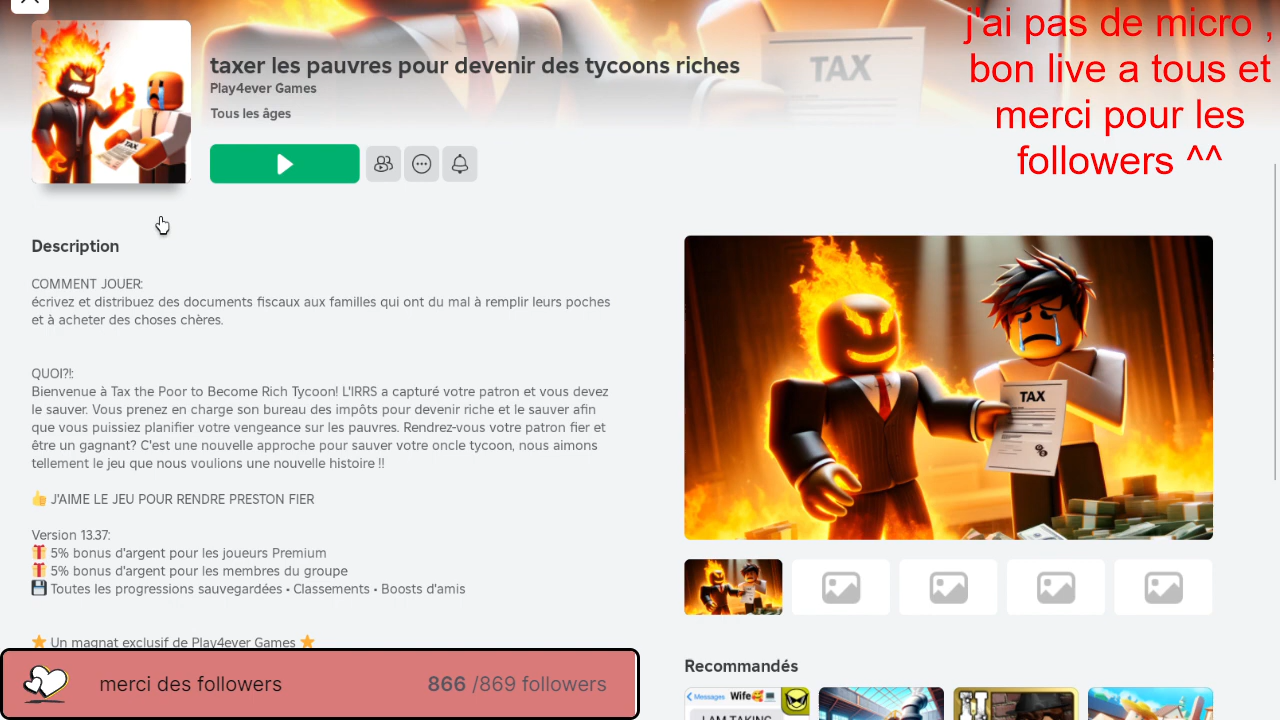 taxer les pauvres pour devenir des tycoons riches
Play4ever Games
Tous les âges
TAX
j'ai pas de micro ,
bon live a tous et
merci pour les
followers ^^
TAX
Description
COMMENT JOUER:
écrivez et distribuez des documents fiscaux aux familles qui ont du mal à remplir leurs poches
et à acheter des choses chères.
QUOI?!:
Bienvenue à Tax the Poor to Become Rich Tycoon! L'IRRS a capturé votre patron et vous devez
le sauver. Vous prenez en charge son bureau des impôts pour devenir riche et le sauver afin
que vous puissiez planifier votre vengeance sur les pauvres. Rendrez-vous votre patron fier et
être un gagnant? C'est une nouvelle approche pour sauver votre oncle tycoon, nous aimons
tellement le jeu que nous voulions une nouvelle histoire !!
👍 J'AIME LE JEU POUR RENDRE PRESTON FIER
Version 13.37:
🎁 5% bonus d'argent pour les joueurs Premium
🎁 5% bonus d'argent pour les membres du groupe
💾 Toutes les progressions sauvegardées • Classements • Boosts d'amis
⭐ Un magnat exclusif de Play4ever Games ⭐
TAX
merci des followers
866 /869 followers
Recommandés
Messages
Wife
I AM TAKING